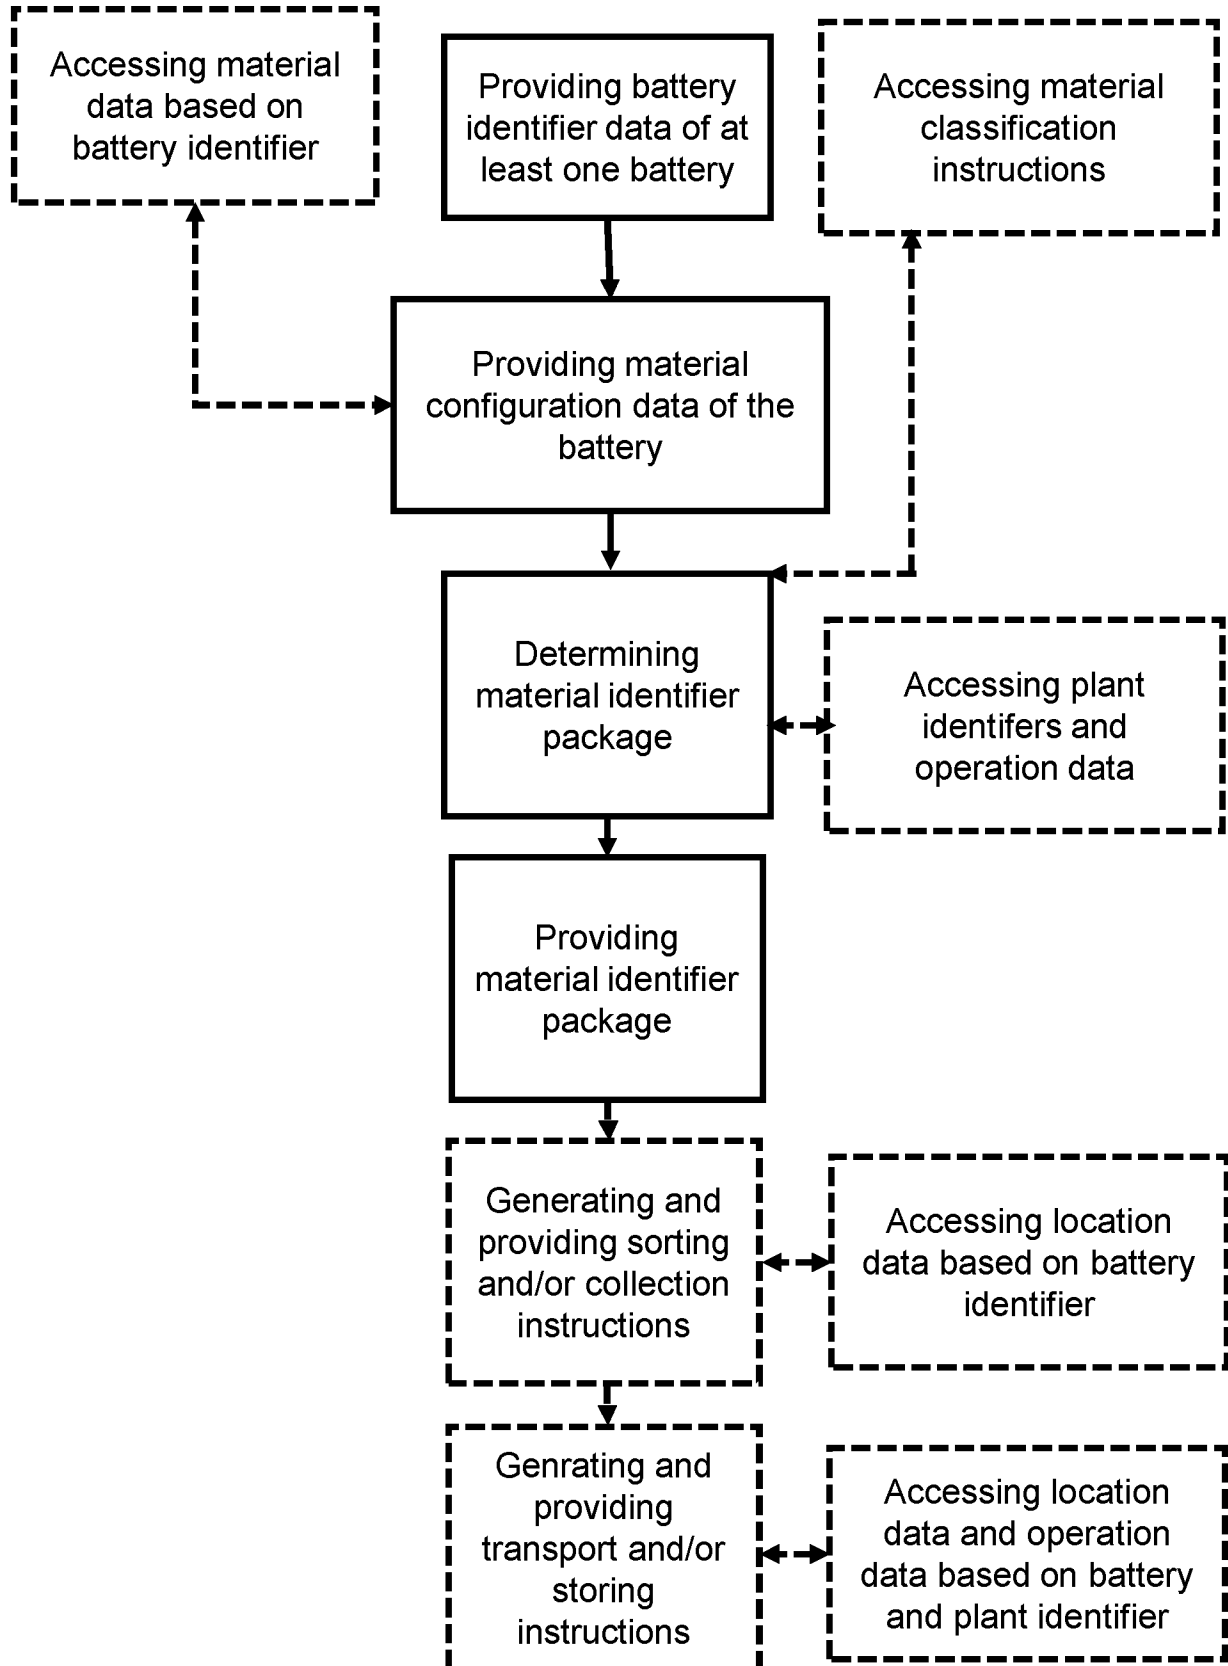 Accessing material
data based on
battery identifier
Providing battery
identifier data of at
least one battery
Accessing material
classification
instructions
Providing material
configuration data of the
battery
Determining
material identifier
package
Accessing plant
identifers and
operation data
Providing
material identifier
package
Generating and
providing sorting
and/or collection
instructions
Accessing location
data based on battery
identifier
Genrating and
providing
transport and/or
storing
instructions
Accessing location
data and operation
data based on battery
and plant identifier